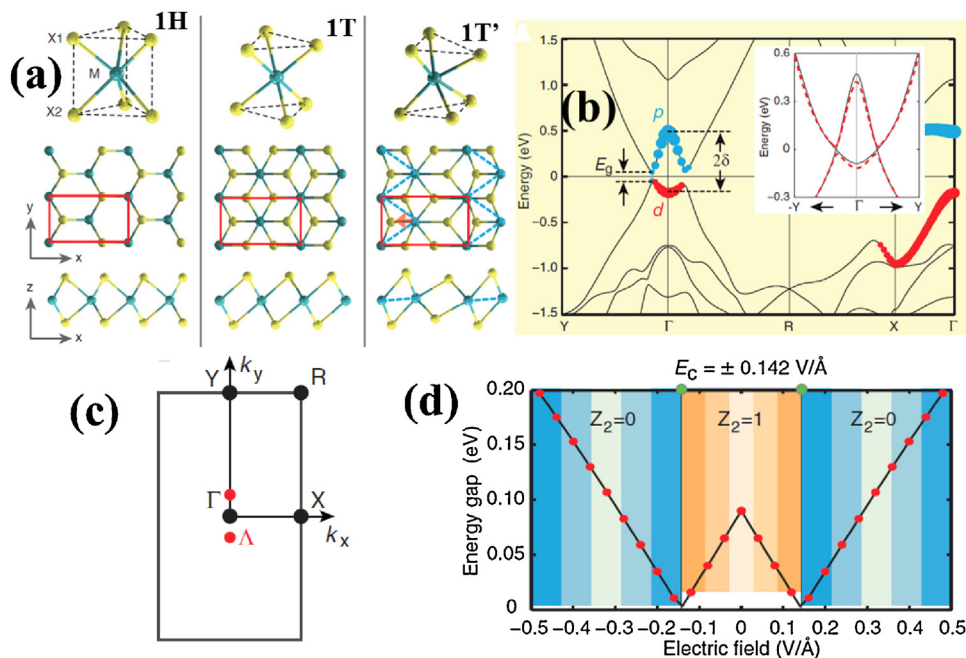 (a)
1H
1T
1T'
X1
M
X2
y
x
z
x
(b)
Energy (eV)
1.5
1.0
0.5
0
−0.5
−1.0
−1.5
p
d
Eg
2δ
Y
Γ
R
X
Γ
Energy (eV)
0.6
0.3
0
-0.3
-Y
Γ
Y
(c)
Y
ky
R
Γ
X
Λ
kx
(d)
Ec = ± 0.142 V/Å
Z2=0
Z2=1
Z2=0
Energy gap (eV)
0.20
0.15
0.10
0.05
0
−0.5 −0.4 −0.3 −0.2 −0.1 0 0.1 0.2 0.3 0.4 0.5
Electric field (V/Å)